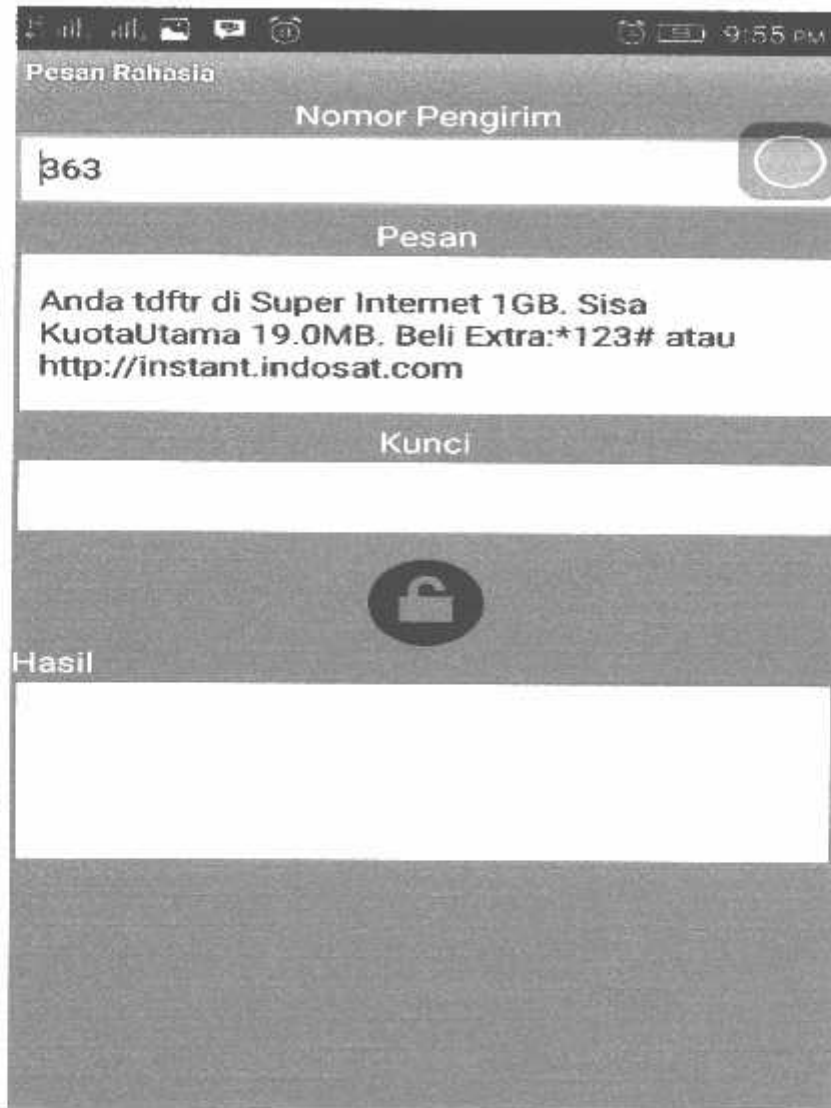 9:55 PM
Pesan Rahasia
Nomor Pengirim
363
Pesan
Anda tdftr di Super Internet 1GB. Sisa
KuotaUtama 19.0MB. Beli Extra:*123# atau
http://instant.indosat.com
Kunci
Hasil